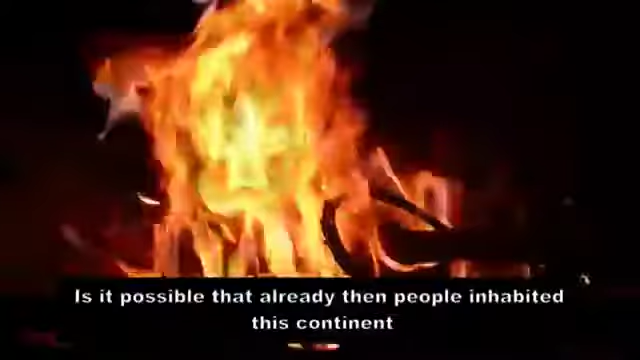 Is it possible that already then people inhabited
this continent